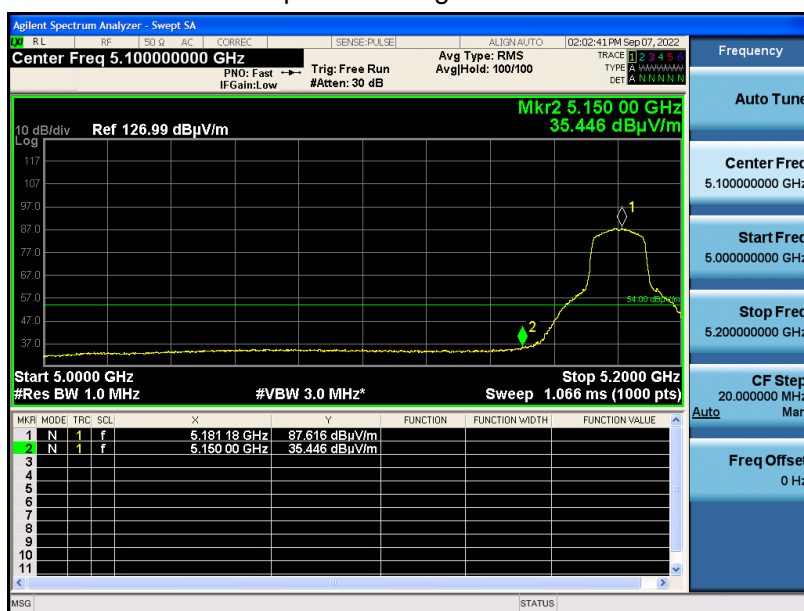 Agilent Spectrum Analyzer - Swept SA
LXI RL RF 50 Ω AC CORREC SENSE:PULSE ALIGN AUTO 02:02:41 PM Sep 07, 2022
Center Freq 5.100000000 GHz
PNO: Fast
IFGain:Low
Trig: Free Run
#Atten: 30 dB
Avg Type: RMS
Avg|Hold: 100/100
TRACE 1 2 3 4 5 6
TYPE A
DET A N N N N N
Mkr2 5.150 00 GHz
35.446 dBµV/m
10 dB/div Ref 126.99 dBµV/m
Log
117
107
97.0
87.0
77.0
67.0
57.0
47.0
37.0
1
2
54.00 dBµV/m
Start 5.0000 GHz Stop 5.2000 GHz
#Res BW 1.0 MHz #VBW 3.0 MHz* Sweep 1.066 ms (1000 pts)
MKR MODE TRC SCL X Y FUNCTION FUNCTION WIDTH FUNCTION VALUE
1 N 1 f 5.181 18 GHz 87.616 dBµV/m
2 N 1 f 5.150 00 GHz 35.446 dBµV/m
3
4
5
6
7
8
9
10
11
MSG STATUS
Frequency
Auto Tune
Center Freq
5.100000000 GHz
Start Freq
5.000000000 GHz
Stop Freq
5.200000000 GHz
CF Step
20.000000 MHz
Auto Man
Freq Offset
0 Hz